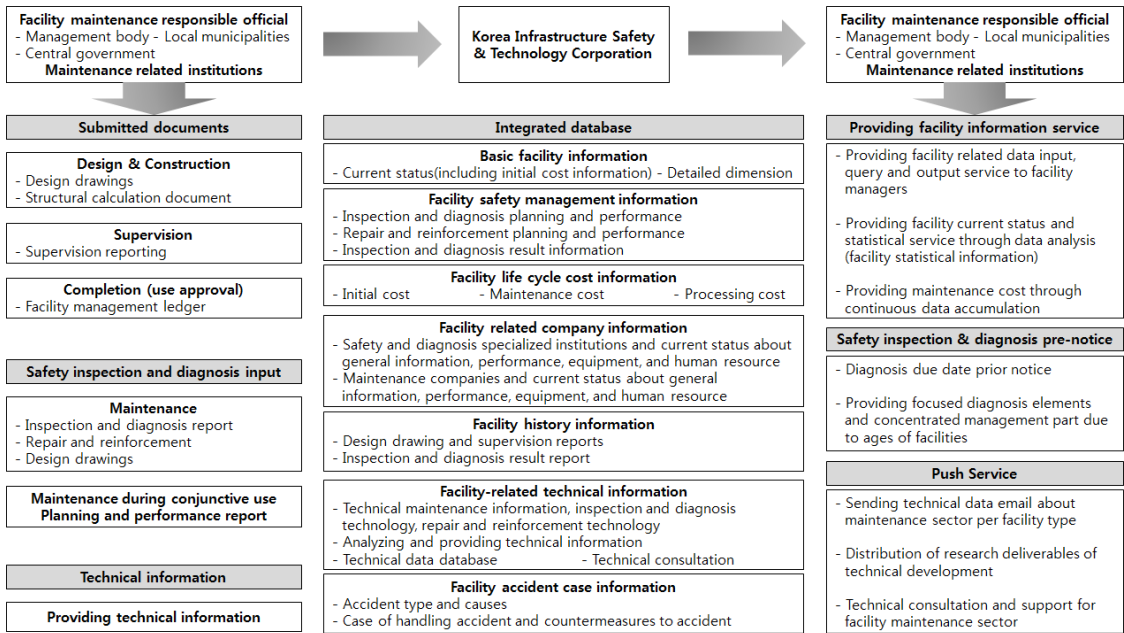 Facility maintenance responsible official
- Management body - Local municipalities
- Central government
Maintenance related institutions
Korea Infrastructure Safety
& Technology Corporation
Facility maintenance responsible official
- Management body - Local municipalities
- Central government
Maintenance related institutions
Submitted documents
Design & Construction
- Design drawings
- Structural calculation document
Supervision
- Supervision reporting
Completion (use approval)
- Facility management ledger
Safety inspection and diagnosis input
Maintenance
- Inspection and diagnosis report
- Repair and reinforcement
- Design drawings
Maintenance during conjunctive use
Planning and performance report
Technical information
Providing technical information
Integrated database
Basic facility information
- Current status(including initial cost information) - Detailed dimension
Facility safety management information
- Inspection and diagnosis planning and performance
- Repair and reinforcement planning and performance
- Inspection and diagnosis result information
Facility life cycle cost information
- Initial cost - Maintenance cost - Processing cost
Facility related company information
- Safety and diagnosis specialized institutions and current status about
general information, performance, equipment, and human resource
- Maintenance companies and current status about general
information, performance, equipment, and human resource
Facility history information
- Design drawing and supervision reports
- Inspection and diagnosis result report
Facility-related technical information
- Technical maintenance information, inspection and diagnosis
technology, repair and reinforcement technology
- Analyzing and providing technical information
- Technical data database - Technical consultation
Facility accident case information
- Accident type and causes
- Case of handling accident and countermeasures to accident
Providing facility information service
- Providing facility related data input,
query and output service to facility
managers
- Providing facility current status and
statistical service through data analysis
(facility statistical information)
- Providing maintenance cost through
continuous data accumulation
Safety inspection & diagnosis pre-notice
- Diagnosis due date prior notice
- Providing focused diagnosis elements
and concentrated management part due
to ages of facilities
Push Service
- Sending technical data email about
maintenance sector per facility type
- Distribution of research deliverables of
technical development
- Technical consultation and support for
facility maintenance sector